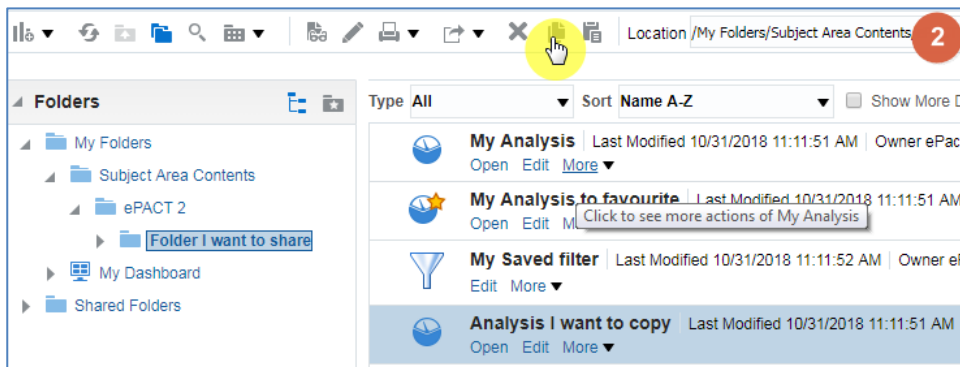 Location /My Folders/Subject Area Contents/
2
Folders
Type All Sort Name A-Z Show More
My Folders
Subject Area Contents
ePACT 2
Folder I want to share
My Dashboard
Shared Folders
My Analysis Last Modified 10/31/2018 11:11:51 AM Owner ePac
Open Edit More
My Analysis to favourite Last Modified 10/31/2018 11:11:51 AM
Open Edit
Click to see more actions of My Analysis
My Saved filter Last Modified 10/31/2018 11:11:52 AM Owner
Edit More
Analysis I want to copy Last Modified 10/31/2018 11:11:51 AM
Open Edit More